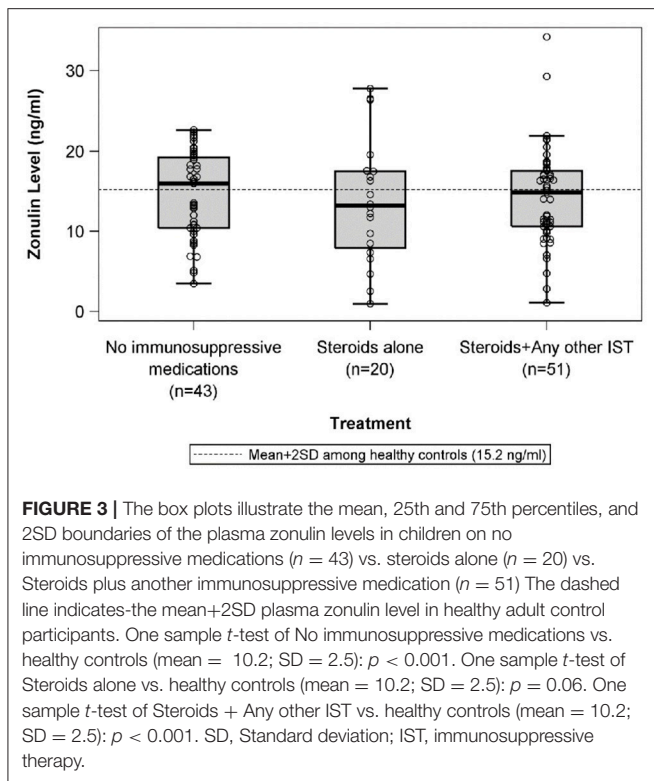 30
20
10
0
Zonulin Level (ng/ml)
No immunosuppressive
medications
(n=43)
Steroids alone
(n=20)
Steroids+Any other IST
(n=51)
Treatment
Mean+2SD among healthy controls (15.2 ng/ml)
FIGURE 3 | The box plots illustrate the mean, 25th and 75th percentiles, and
2SD boundaries of the plasma zonulin levels in children on no
immunosuppressive medications (n = 43) vs. steroids alone (n = 20) vs.
Steroids plus another immunosuppressive medication (n = 51) The dashed
line indicates-the mean+2SD plasma zonulin level in healthy adult control
participants. One sample t-test of No immunosuppressive medications vs.
healthy controls (mean = 10.2; SD = 2.5): p < 0.001. One sample t-test of
Steroids alone vs. healthy controls (mean = 10.2; SD = 2.5): p = 0.06. One
sample t-test of Steroids + Any other IST vs. healthy controls (mean = 10.2;
SD = 2.5): p < 0.001. SD, Standard deviation; IST, immunosuppressive
therapy.